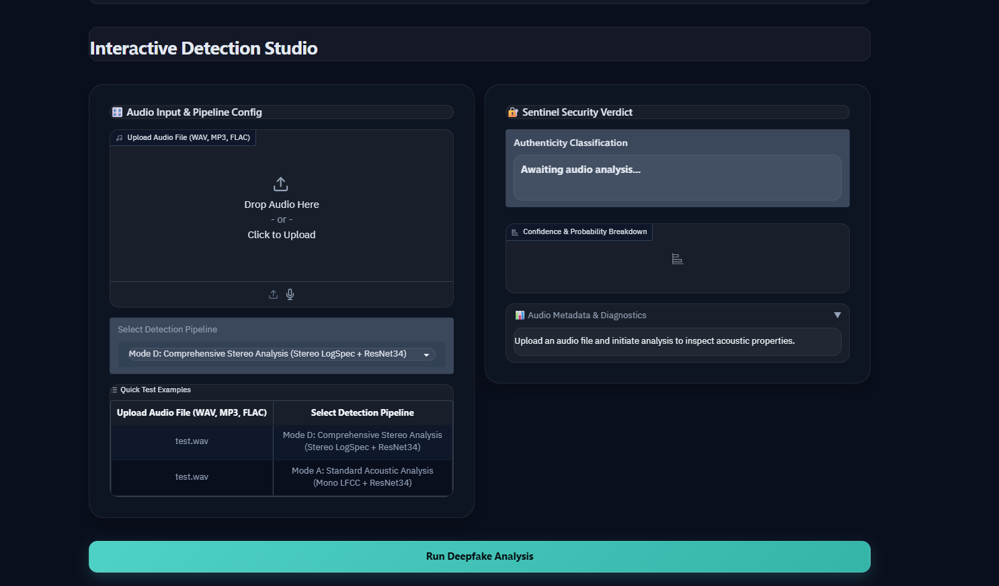 Interactive Detection Studio
Audio Input & Pipeline Config
Upload Audio File (WAV, MP3, FLAC)
Drop Audio Here
- or -
Click to Upload
Select Detection Pipeline
Mode D: Comprehensive Stereo Analysis (Stereo LogSpec + ResNet34)
Quick Test Examples
Upload Audio File (WAV, MP3, FLAC)
Select Detection Pipeline
test.wav
Mode D: Comprehensive Stereo Analysis
(Stereo LogSpec + ResNet34)
test.wav
Mode A: Standard Acoustic Analysis
(Mono LFCC + ResNet34)
Sentinel Security Verdict
Authenticity Classification
Awaiting audio analysis...
Confidence & Probability Breakdown
Audio Metadata & Diagnostics
Upload an audio file and initiate analysis to inspect acoustic properties.
Run Deepfake Analysis